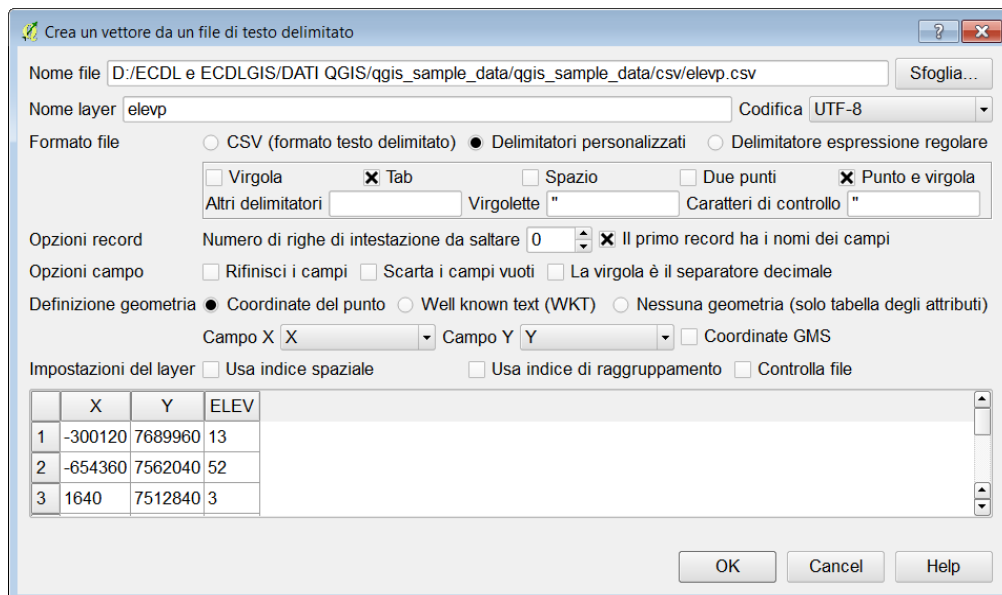 Crea un vettore da un file di testo delimitato
Nome file D:/ECDL e ECDLGIS/DATI QGIS/qgis_sample_data/qgis_sample_data/csv/elevp.csv Sfoglia...
Nome layer elevp Codifica UTF-8
Formato file CSV (formato testo delimitato) Delimitatori personalizzati Delimitatore espressione regolare
Virgola Tab Spazio Due punti Punto e virgola
Altri delimitatori Virgolette " Caratteri di controllo "
Opzioni record Numero di righe di intestazione da saltare 0 Il primo record ha i nomi dei campi
Opzioni campo Rifinisci i campi Scarta i campi vuoti La virgola è il separatore decimale
Definizione geometria Coordinate del punto Well known text (WKT) Nessuna geometria (solo tabella degli attributi)
Campo X X Campo Y Y Coordinate GMS
Impostazioni del layer Usa indice spaziale Usa indice di raggruppamento Controlla file
X Y ELEV
1 -300120 7689960 13
2 -654360 7562040 52
3 1640 7512840 3
OK Cancel Help